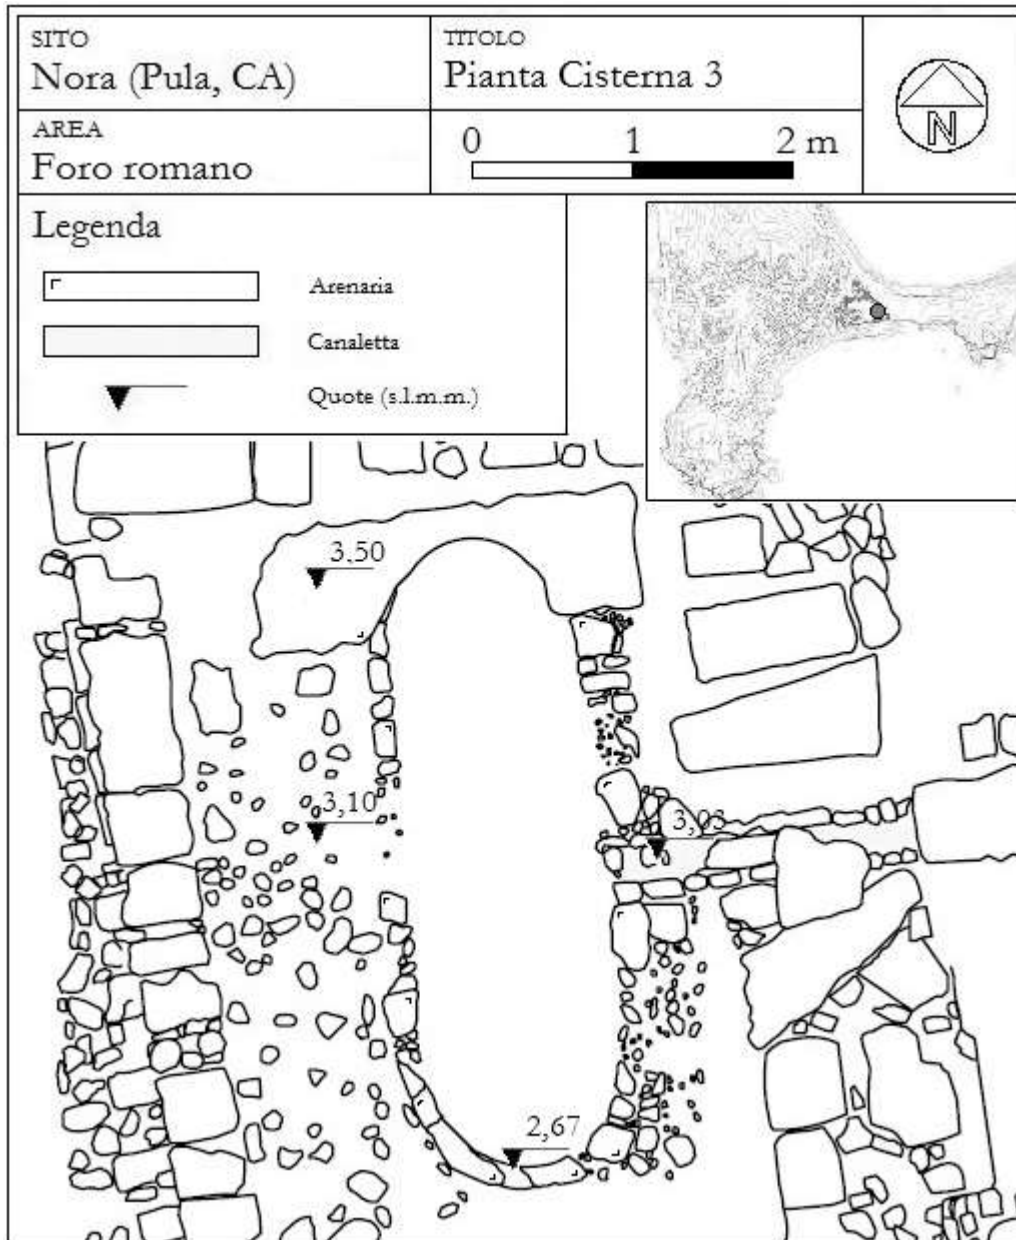 SITO
Nora (Pula, CA)
TITOLO
Pianta Cisterna 3
AREA
Foro romano
0 1 2 m
N
Legenda
Arenaria
Canaletta
Quote (s.l.m.m.)
3,50
3,10
2,67